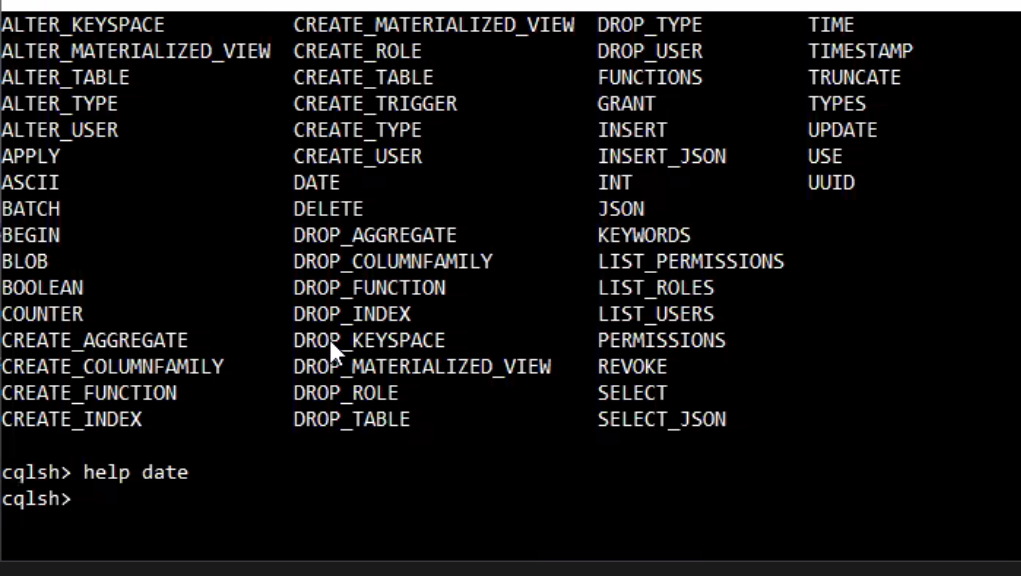 ALTER_KEYSPACE CREATE_MATERIALIZED_VIEW DROP_TYPE TIME
ALTER_MATERIALIZED_VIEW CREATE_ROLE DROP_USER TIMESTAMP
ALTER_TABLE CREATE_TABLE FUNCTIONS TRUNCATE
ALTER_TYPE CREATE_TRIGGER GRANT TYPES
ALTER_USER CREATE_TYPE INSERT UPDATE
APPLY CREATE_USER INSERT_JSON USE
ASCII DATE INT UUID
BATCH DELETE JSON
BEGIN DROP_AGGREGATE KEYWORDS
BLOB DROP_COLUMNFAMILY LIST_PERMISSIONS
BOOLEAN DROP_FUNCTION LIST_ROLES
COUNTER DROP_INDEX LIST_USERS
CREATE_AGGREGATE DROP_KEYSPACE PERMISSIONS
CREATE_COLUMNFAMILY DROP_MATERIALIZED_VIEW REVOKE
CREATE_FUNCTION DROP_ROLE SELECT
CREATE_INDEX DROP_TABLE SELECT_JSON
cqlsh> help date
cqlsh>